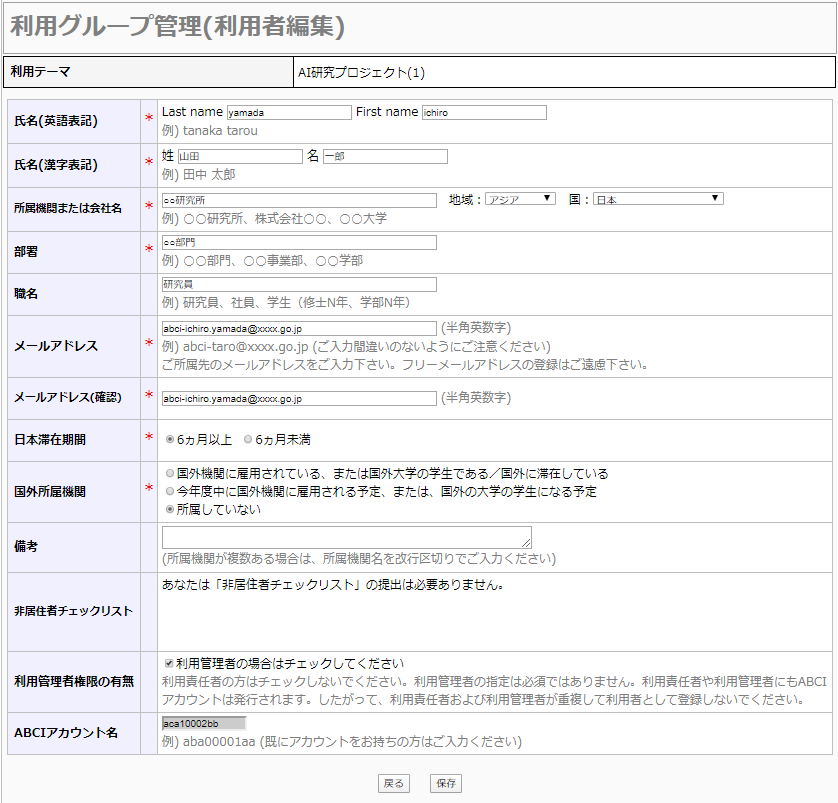 利用グループ管理(利用者編集)
利用テーマ AI研究プロジェクト(1)
氏名(英語表記) * Last name yamada First name ichiro
例) tanaka tarou
氏名(漢字表記) * 姓 山田 名 一郎
例) 田中 太郎
所属機関または会社名 * ○○研究所 地域： アジア ▼ 国： 日本 ▼
例) ○○研究所、株式会社○○、○○大学
部署 * ○○部門
例) ○○部門、○○事業部、○○学部
職名 研究員
例) 研究員、社員、学生（修士N年、学部N年）
メールアドレス * abci-ichiro.yamada@xxxx.go.jp (半角英数字)
例) abci-taro@xxxx.go.jp (ご入力間違いのないようにご注意ください)
ご所属先のメールアドレスをご入力下さい。フリーメールアドレスの登録はご遠慮下さい。
メールアドレス(確認) * abci-ichiro.yamada@xxxx.go.jp (半角英数字)
日本滞在期間 * 6ヵ月以上 6ヵ月未満
国外所属機関 * 国外機関に雇用されている、または国外大学の学生である／国外に滞在している
今年度中に国外機関に雇用される予定、または、国外の大学の学生になる予定
所属していない
備考
(所属機関が複数ある場合は、所属機関名を改行区切りでご入力ください)
非居住者チェックリスト あなたは「非居住者チェックリスト」の提出は必要ありません。
利用管理者権限の有無 利用管理者の場合はチェックしてください
利用責任者の方はチェックしないでください。利用管理者の指定は必須ではありません。利用責任者や利用管理者にもABCI
アカウントは発行されます。したがって、利用責任者および利用管理者が重複して利用者として登録しないでください。
ABCIアカウント名 aca10002bb
例) aba00001aa (既にアカウントをお持ちの方はご入力ください)
戻る 保存